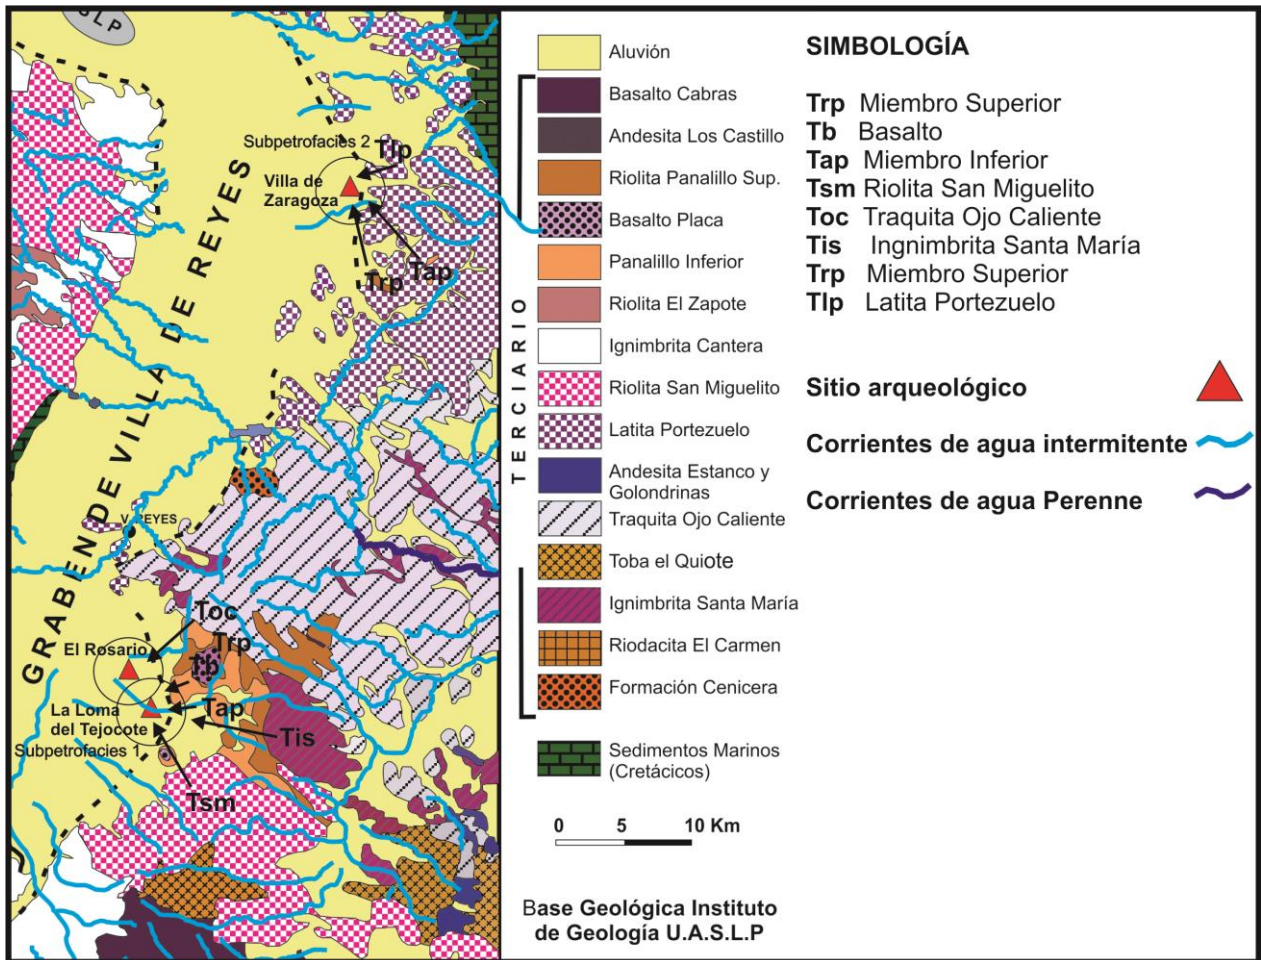 SLP
GRABEN DE VILLA DE REYES
Subpetrofacies 2
Tlp
Villa de
Zaragoza
Tap
Trp
V. REYES
Toc
El Rosario
Trp
Tb
La Loma
del Tejocote
Tap
Subpetrofacies 1
Tis
Tsm
Aluvión
TERCIARIO
Basalto Cabras
Andesita Los Castillo
Riolita Panalillo Sup.
Basalto Placa
Panalillo Inferior
Riolita El Zapote
Ignimbrita Cantera
Riolita San Miguelito
Latita Portezuelo
Andesita Estanco y
Golondrinas
Traquita Ojo Caliente
Toba el Quiote
Ignimbrita Santa María
Riodacita El Carmen
Formación Cenicera
Sedimentos Marinos
(Cretácicos)
0 5 10 Km
Base Geológica Instituto
de Geología U.A.S.L.P
SIMBOLOGÍA
Trp Miembro Superior
Tb Basalto
Tap Miembro Inferior
Tsm Riolita San Miguelito
Toc Traquita Ojo Caliente
Tis Ingnimbrita Santa María
Trp Miembro Superior
Tlp Latita Portezuelo
Sitio arqueológico
Corrientes de agua intermitente
Corrientes de agua Perenne